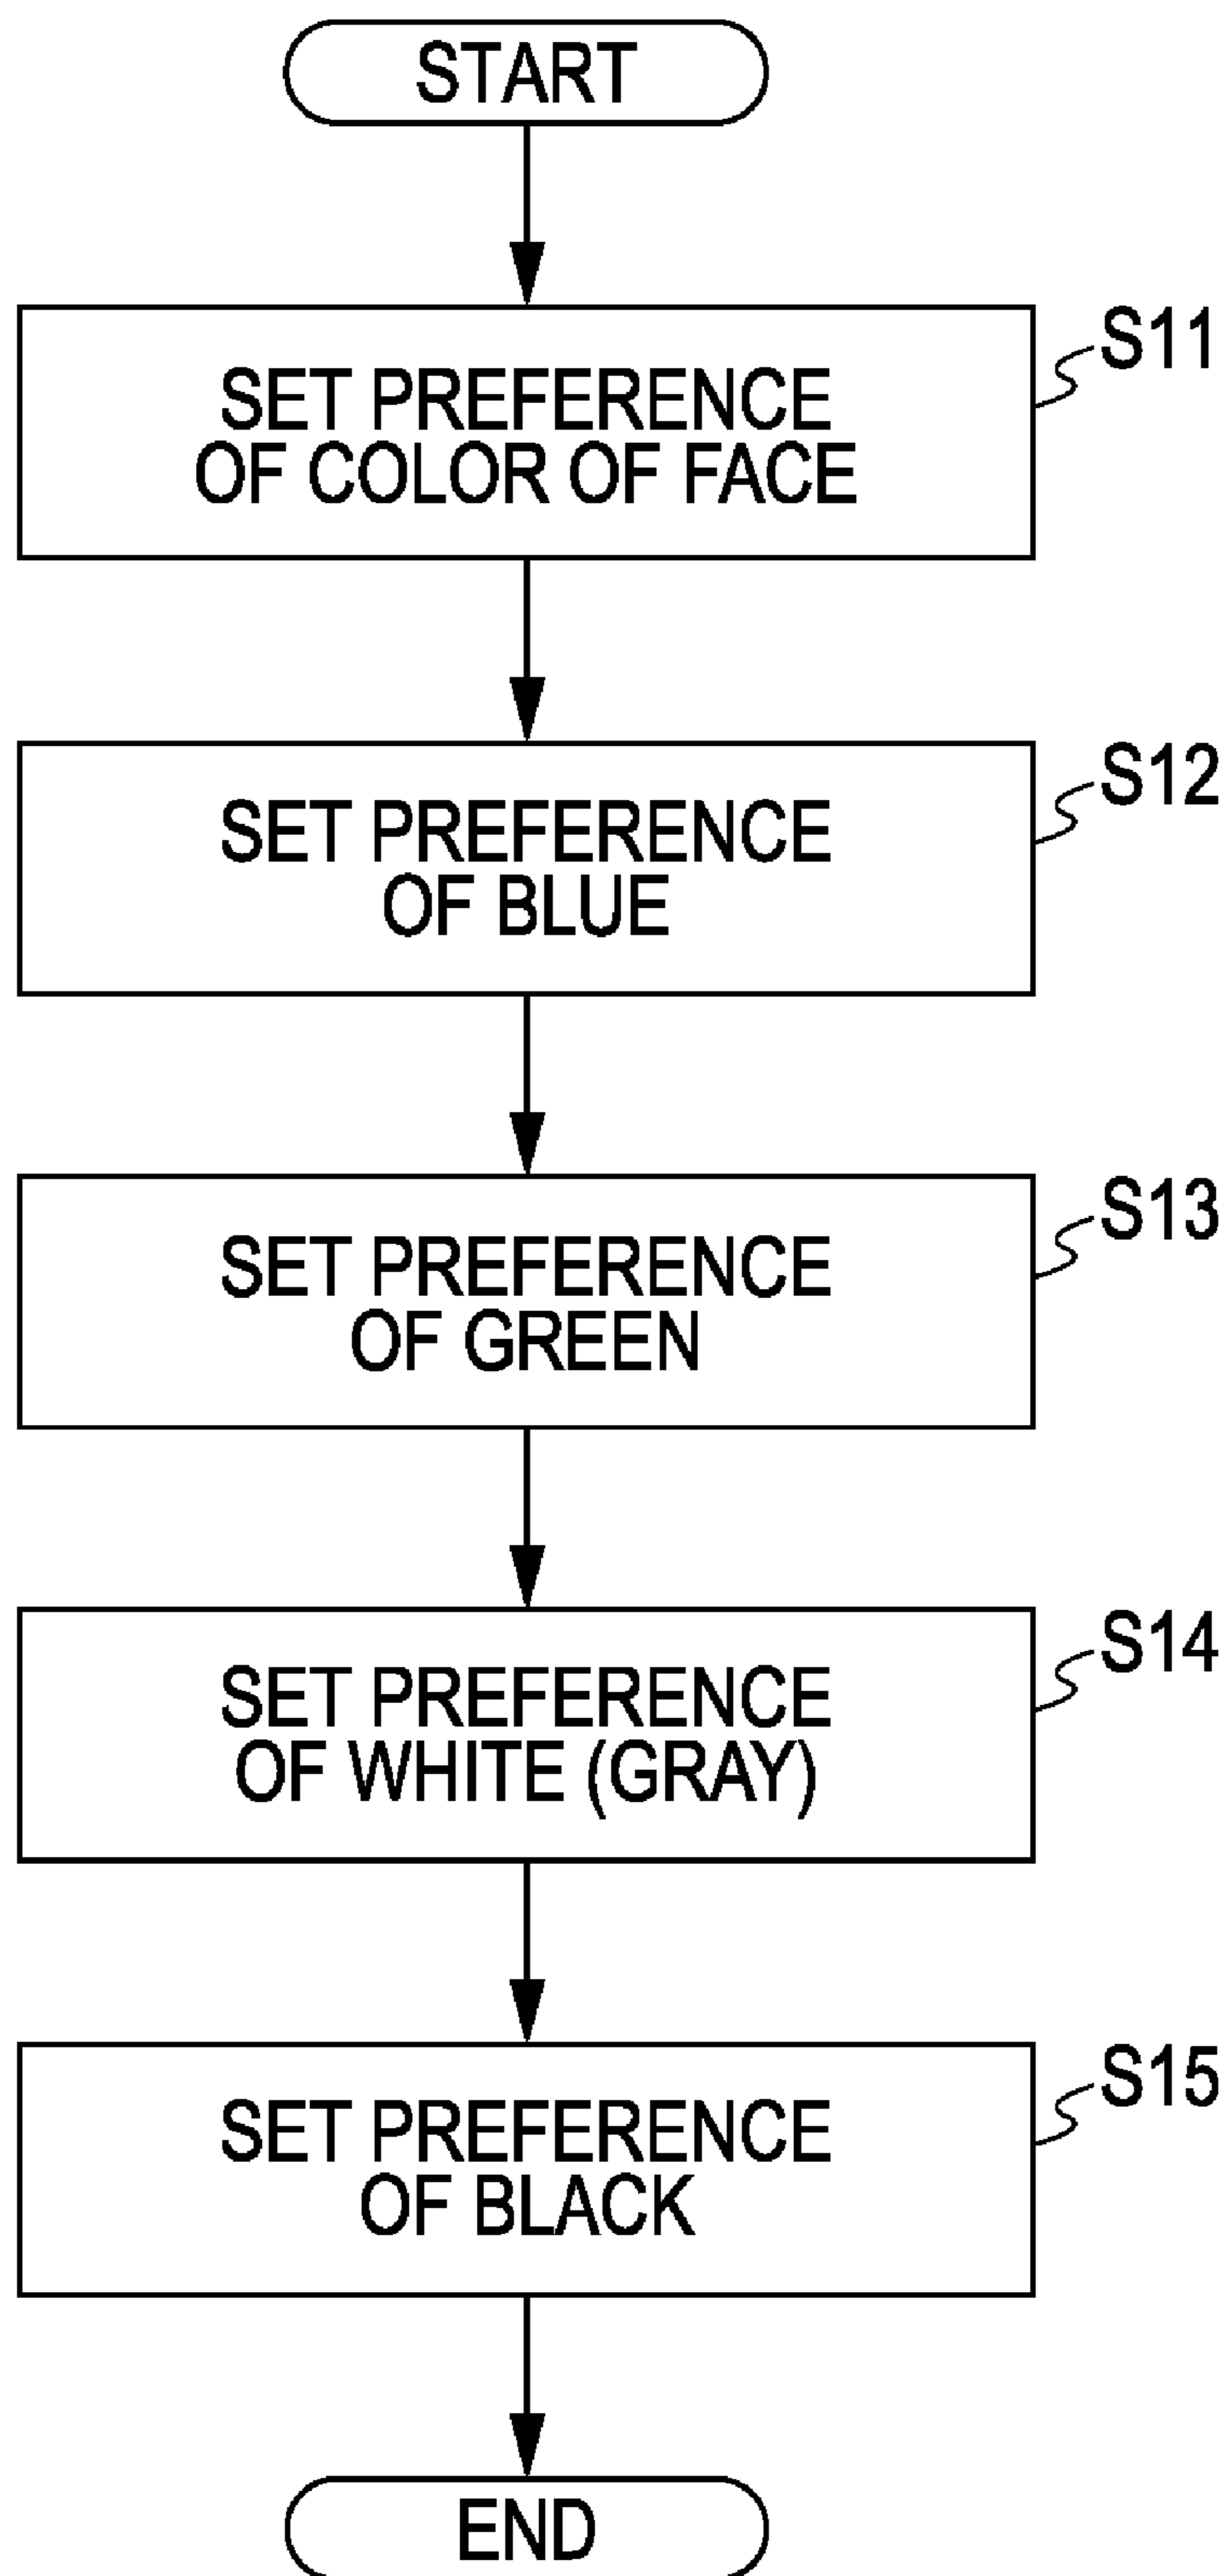 START
SET PREFERENCE
OF COLOR OF FACE
S11
SET PREFERENCE
OF BLUE
S12
SET PREFERENCE
OF GREEN
S13
SET PREFERENCE
OF WHITE (GRAY)
S14
SET PREFERENCE
OF BLACK
S15
END